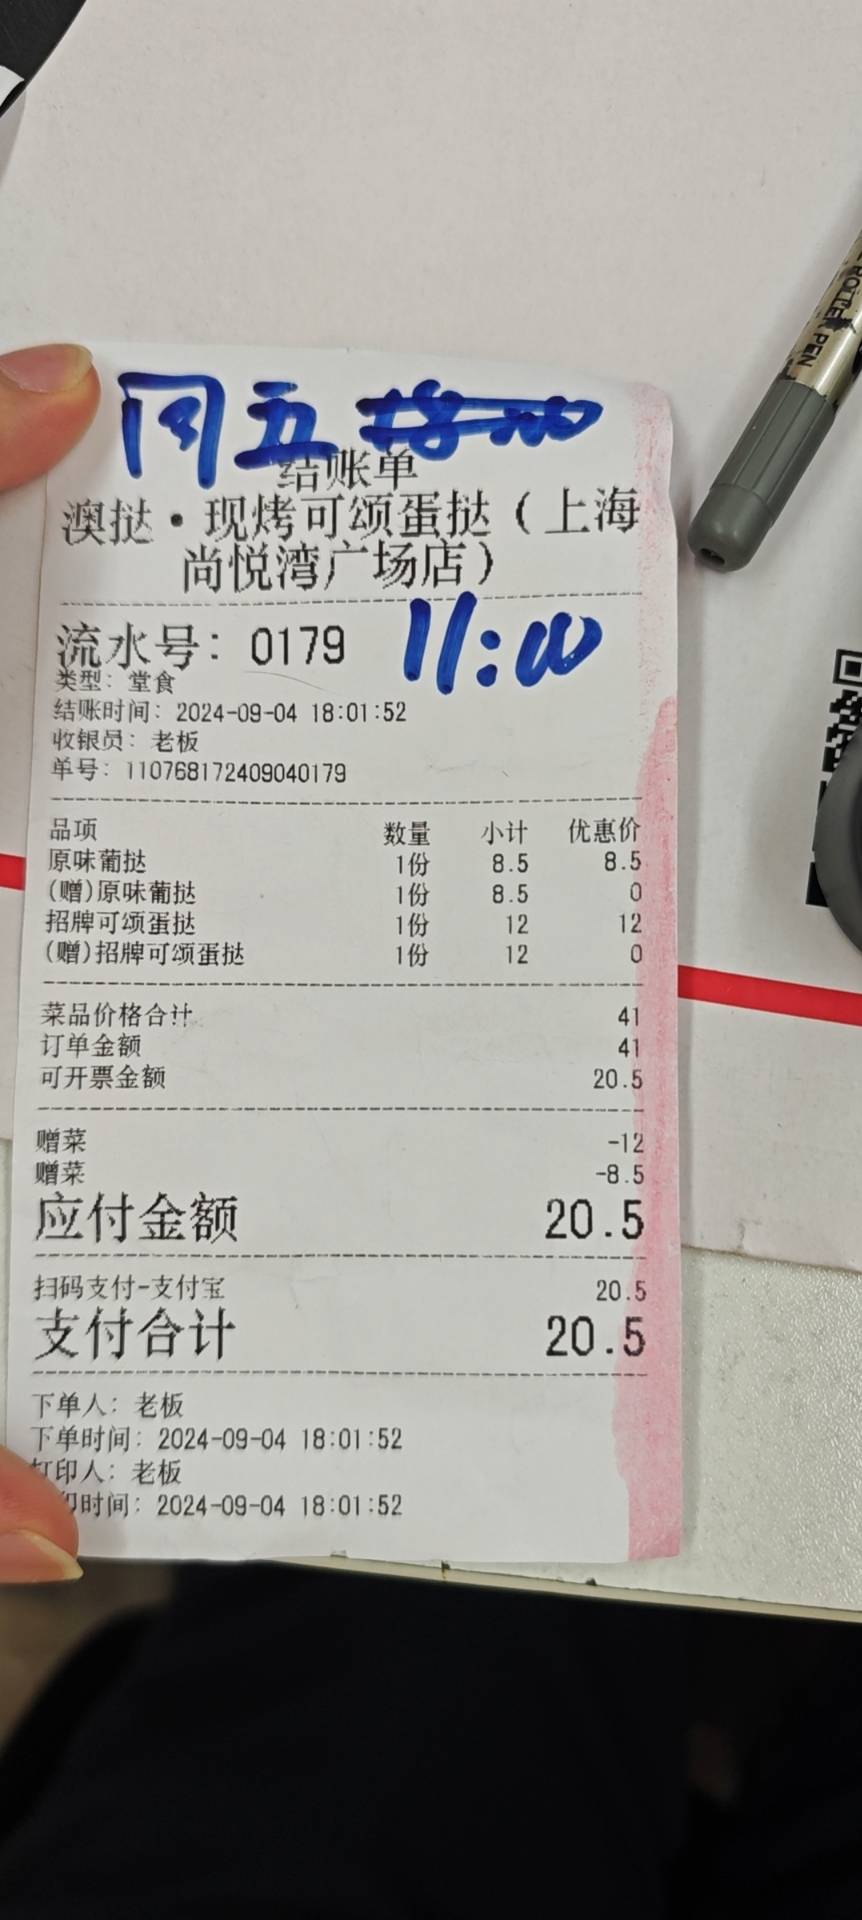 周五
结账单
澳挞·现烤可颂蛋挞（上海
尚悦湾广场店）
流水号：0179 11:00
类型：堂食
结账时间：2024-09-04 18:01:52
收银员：老板
单号：110768172409040179
品项 数量 小计 优惠价
原味葡挞 1份 8.5 8.5
(赠)原味葡挞 1份 8.5 0
招牌可颂蛋挞 1份 12 12
(赠)招牌可颂蛋挞 1份 12 0
菜品价格合计 41
订单金额 41
可开票金额 20.5
赠菜 -12
赠菜 -8.5
应付金额 20.5
扫码支付-支付宝 20.5
支付合计 20.5
下单人：老板
下单时间：2024-09-04 18:01:52
打印人：老板
印时间：2024-09-04 18:01:52
ROLLER PEN